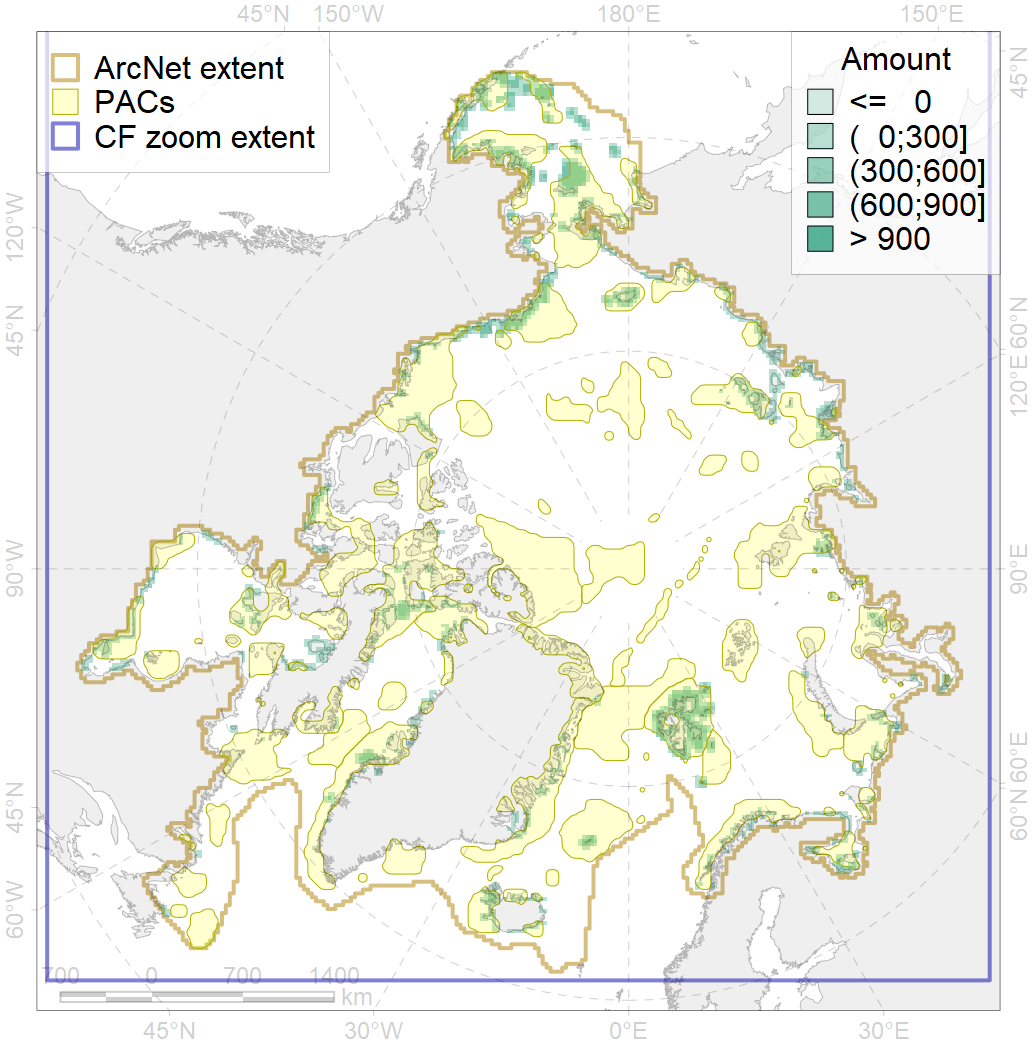 45°N 150°W 180°E 150°E
ArcNet extent
PACs
CF zoom extent
Amount
<= 0
( 0;300]
(300;600]
(600;900]
> 900
45°N
120°W
45°N
90°W
45°N
60°W
60°N
120°E
90°E
60°E
60°N
700 0 700 1400
km
45°N 30°W 0°E 30°E